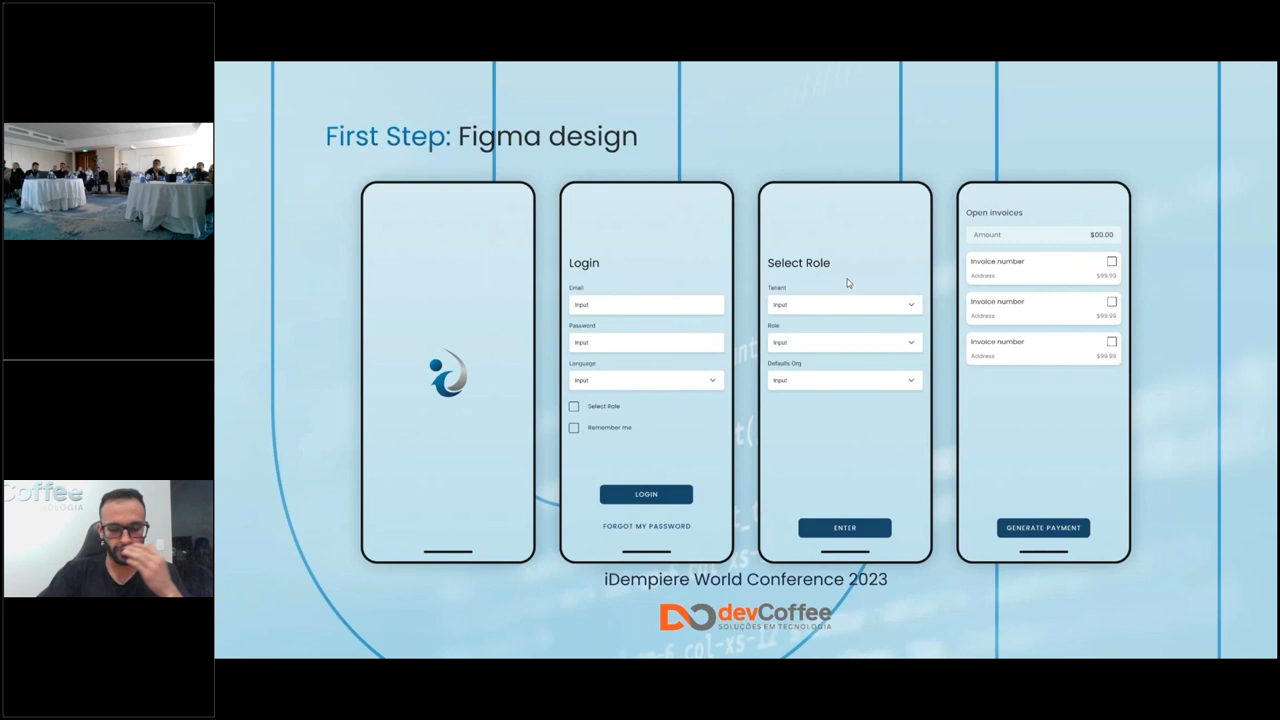 First Step: Figma design
Login
Email
Input
Password
Input
Language
Input
Select Role
Remember me
LOGIN
FORGOT MY PASSWORD
Select Role
Tenant
Input
Role
Input
Defaults Org
Input
ENTER
Open invoices
Amount $00.00
Invoice number
Address $99.99
Invoice number
Address $99.99
Invoice number
Address $99.99
GENERATE PAYMENT
iDempiere World Conference 2023
devCoffee
SOLUÇÕES EM TECNOLOGIA
Coffee
OLOGIA